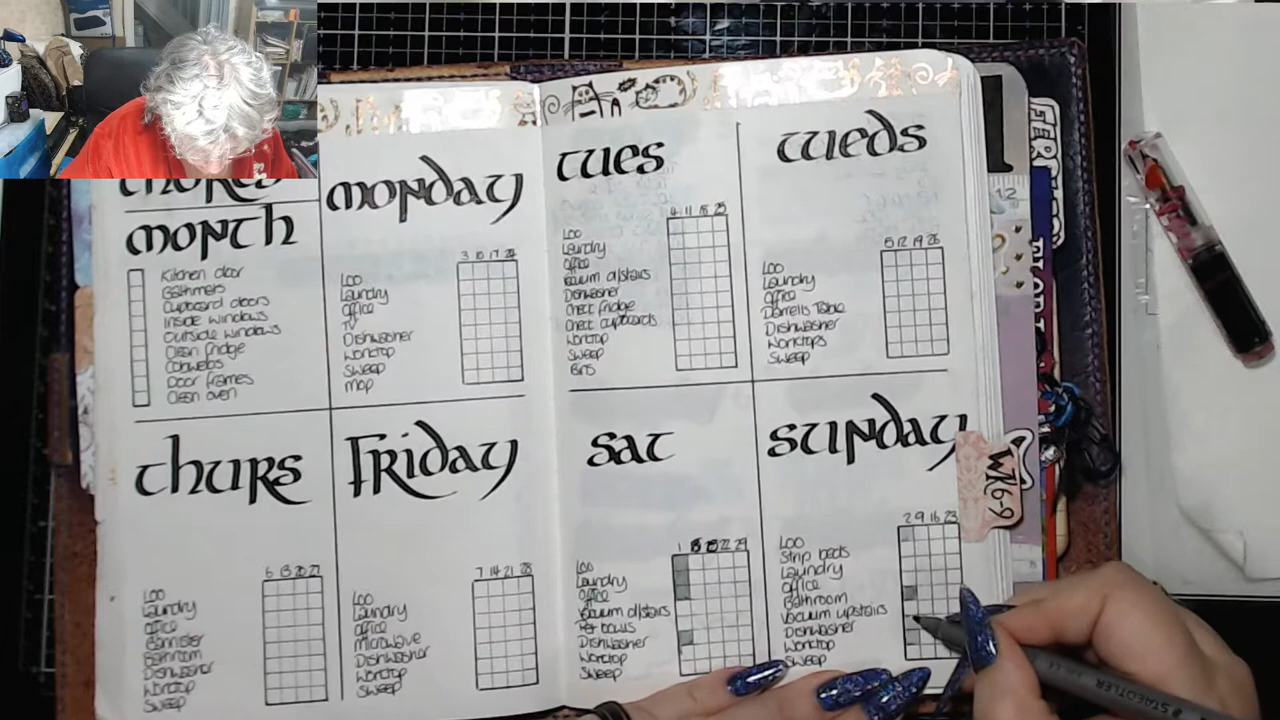 CHORES
MONTH
Kitchen door
Bathmats
Cupboard doors
Inside windows
Outside windows
Clean fridge
Cobwebs
Door frames
Clean oven
MONDAY
3 10 17 24
Loo
Laundry
Office
TV
Dishwasher
Worktop
Sweep
Mop
TUES
4 11 18 25
Loo
Laundry
Office
Vacuum d/stairs
Dishwasher
Check fridge
Check cupboards
Worktop
Sweep
Bins
WEDS
5 12 19 26
Loo
Laundry
Office
Darrells Table
Dishwasher
Worktops
Sweep
THURS
6 13 20 27
Loo
Laundry
Office
Bannister
Bathroom
Dishwasher
Worktop
Sweep
FRIDAY
7 14 21 28
Loo
Laundry
Office
Microwave
Dishwasher
Worktop
Sweep
SAT
1 8 15 22 29
Loo
Laundry
Office
Vacuum d/stairs
Pet bowls
Dishwasher
Worktop
Sweep
SUNDAY
2 9 16 23
Loo
Strip beds
Laundry
Office
Bathroom
Vacuum upstairs
Dishwasher
Worktop
Sweep
WK6-9
12
STAEDTLER